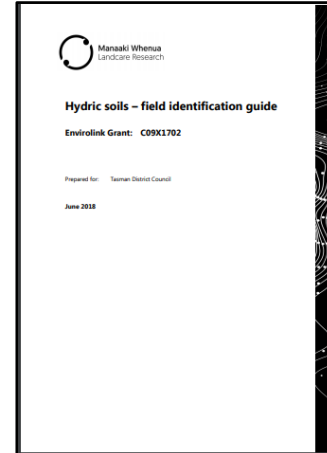 Manaaki Whenua
Landcare Research
Hydric soils – field identification guide
Envirolink Grant: C09X1702
Prepared for: Tasman District Council
June 2018